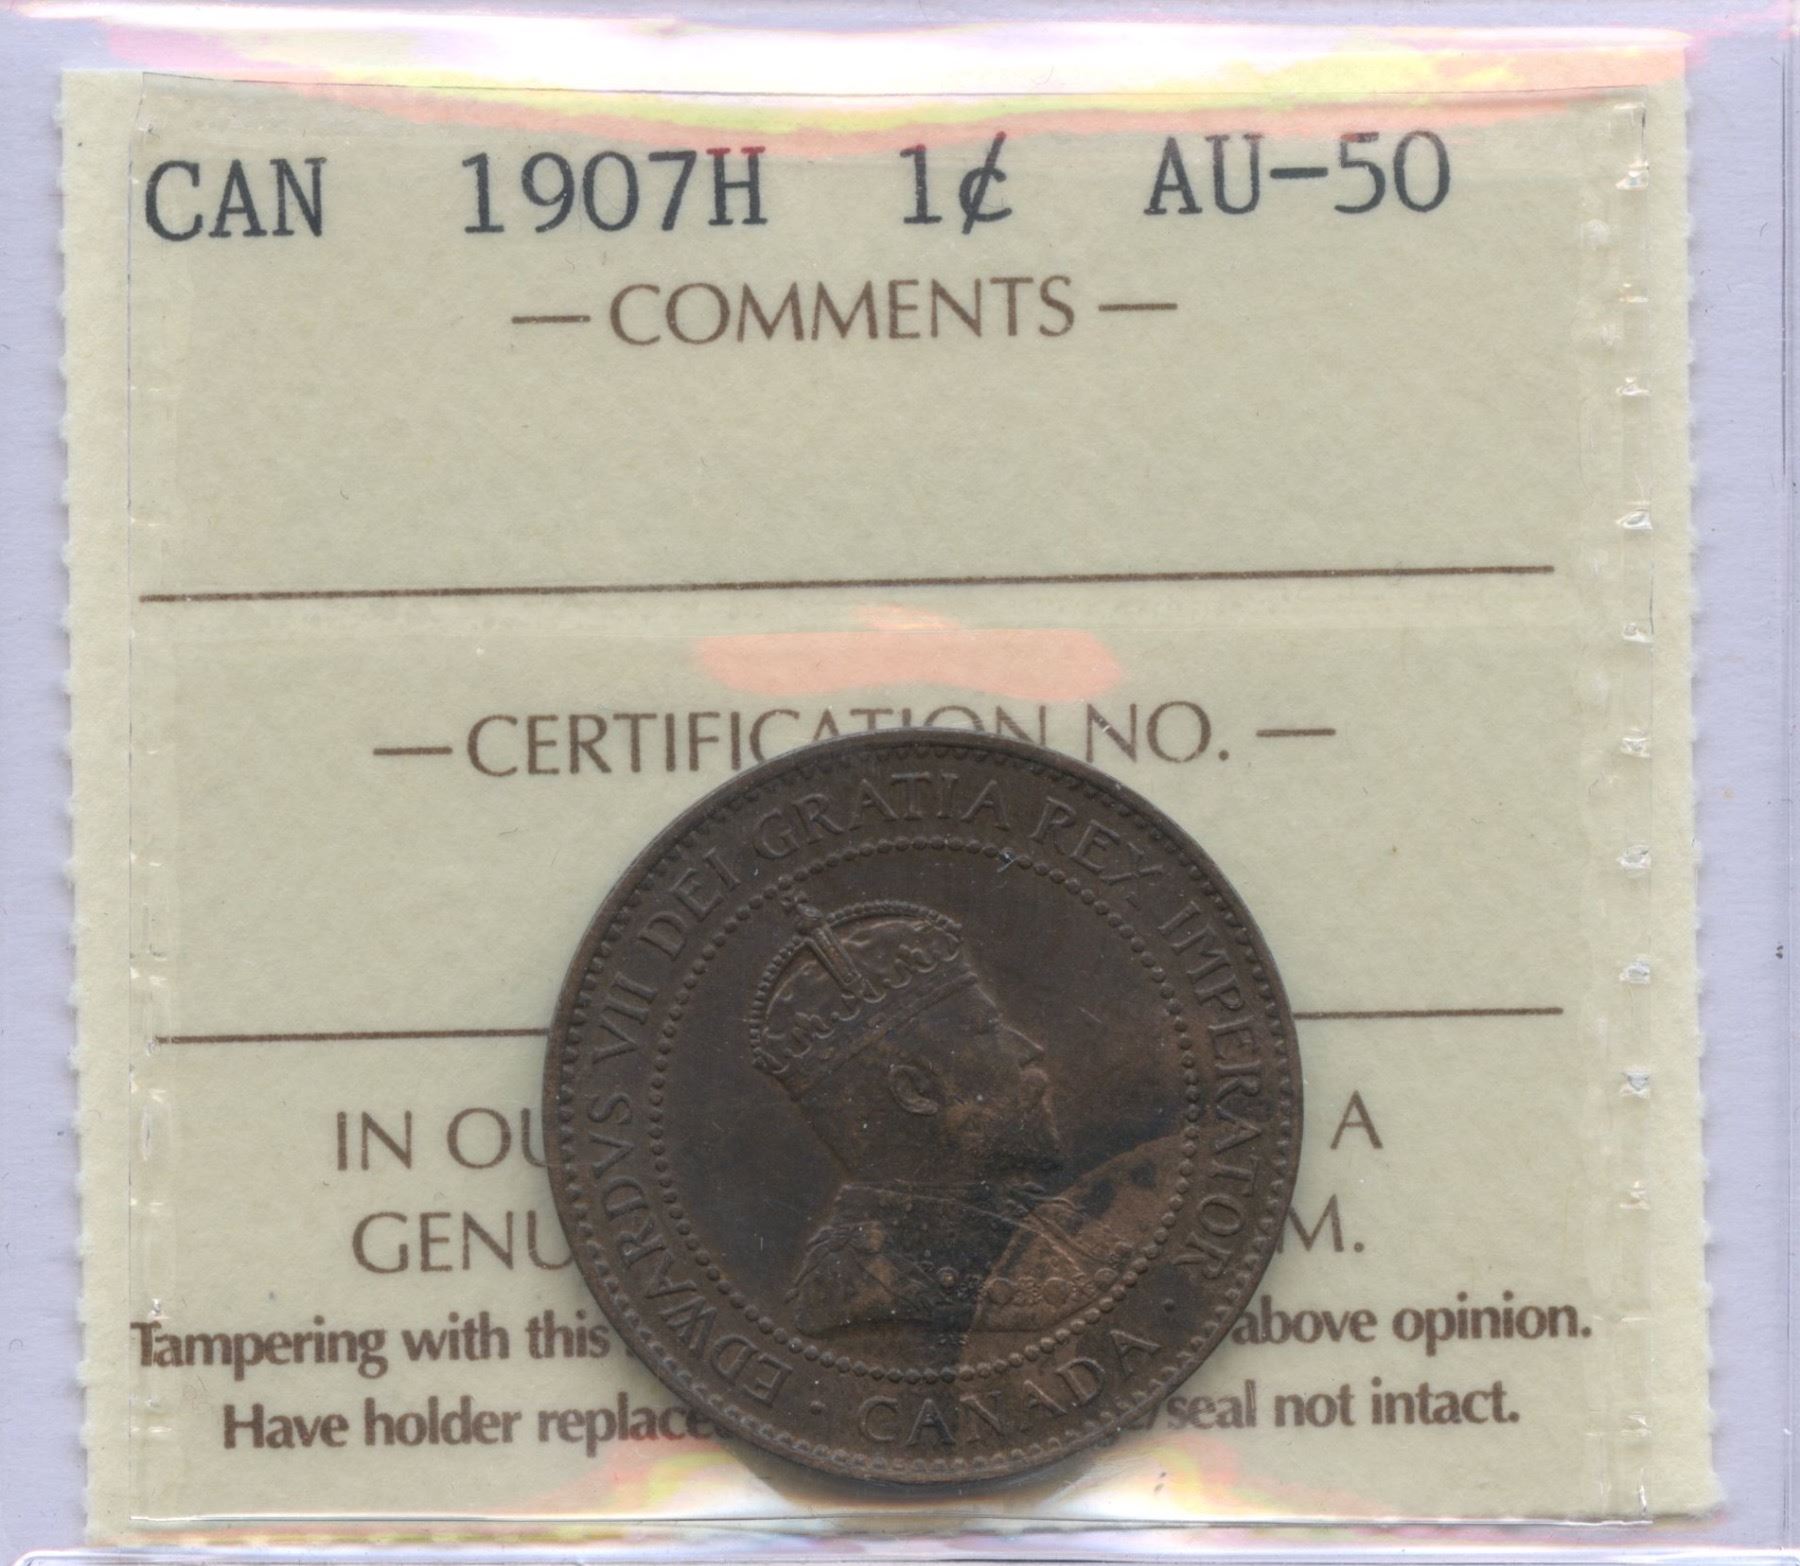 CAN 1907H 1¢ AU-50
— COMMENTS —
— CERTIFICATION NO. —
IN OU A
GENU M.
Tampering with this above opinion.
Have holder replace /seal not intact.
EDWARDVS VII DEI GRATIA REX IMPERATOR
· CANADA ·